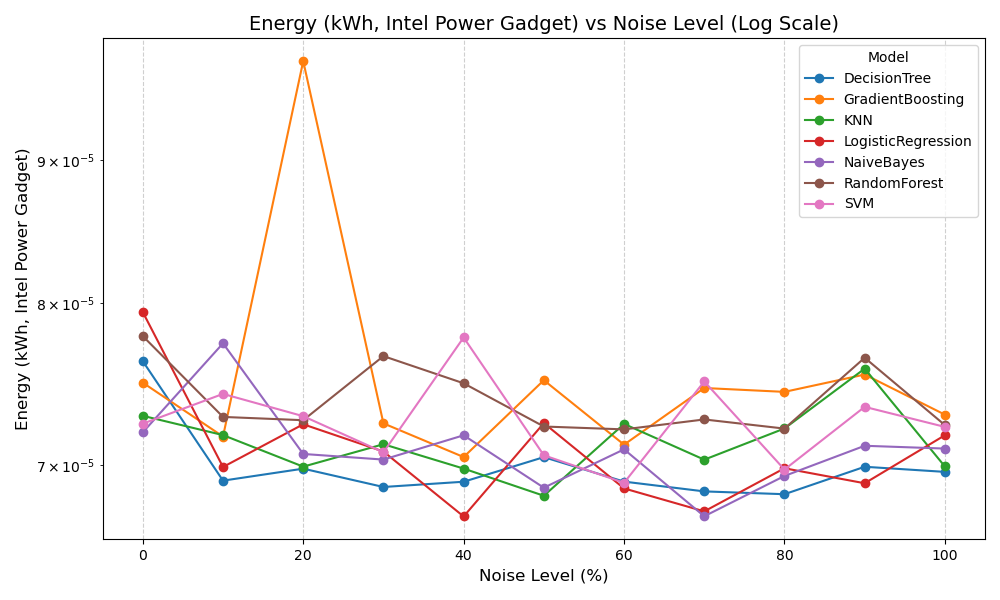 Energy (kWh, Intel Power Gadget) vs Noise Level (Log Scale)
Energy (kWh, Intel Power Gadget)
9 × 10⁻⁵
8 × 10⁻⁵
7 × 10⁻⁵
Model
DecisionTree
GradientBoosting
KNN
LogisticRegression
NaiveBayes
RandomForest
SVM
0 20 40 60 80 100
Noise Level (%)